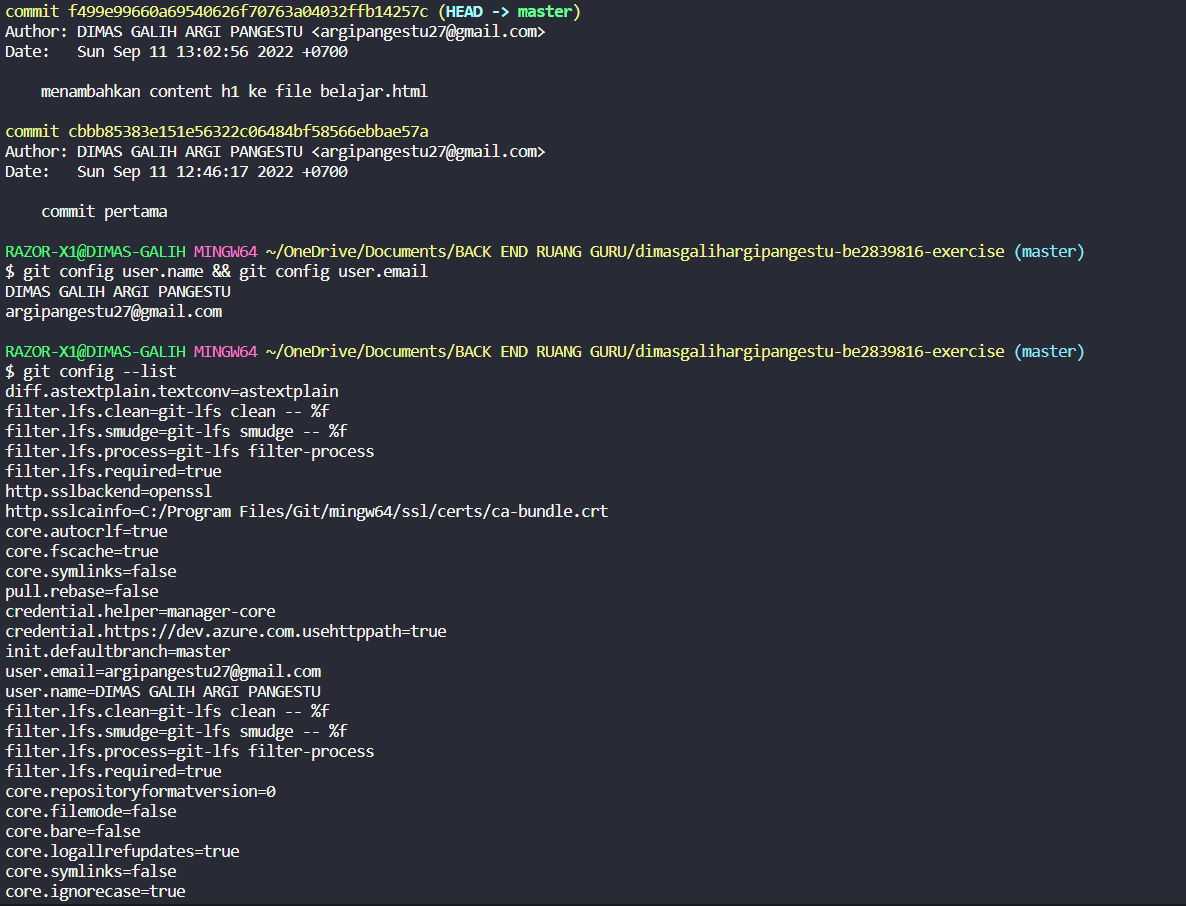 commit f499e99660a69540626f70763a04032ffb14257c (HEAD -> master)
Author: DIMAS GALIH ARGI PANGESTU <argipangestu27@gmail.com>
Date:   Sun Sep 11 13:02:56 2022 +0700
    menambahkan content h1 ke file belajar.html
commit cbbb85383e151e56322c06484bf58566ebbae57a
Author: DIMAS GALIH ARGI PANGESTU <argipangestu27@gmail.com>
Date:   Sun Sep 11 12:46:17 2022 +0700
    commit pertama
RAZOR-X1@DIMAS-GALIH MINGW64 ~/OneDrive/Documents/BACK END RUANG GURU/dimasgalihargipangestu-be2839816-exercise (master)
$ git config user.name && git config user.email
DIMAS GALIH ARGI PANGESTU
argipangestu27@gmail.com
RAZOR-X1@DIMAS-GALIH MINGW64 ~/OneDrive/Documents/BACK END RUANG GURU/dimasgalihargipangestu-be2839816-exercise (master)
$ git config --list
diff.astextplain.textconv=astextplain
filter.lfs.clean=git-lfs clean -- %f
filter.lfs.smudge=git-lfs smudge -- %f
filter.lfs.process=git-lfs filter-process
filter.lfs.required=true
http.sslbackend=openssl
http.sslcainfo=C:/Program Files/Git/mingw64/ssl/certs/ca-bundle.crt
core.autocrlf=true
core.fscache=true
core.symlinks=false
pull.rebase=false
credential.helper=manager-core
credential.https://dev.azure.com.usehttppath=true
init.defaultbranch=master
user.email=argipangestu27@gmail.com
user.name=DIMAS GALIH ARGI PANGESTU
filter.lfs.clean=git-lfs clean -- %f
filter.lfs.smudge=git-lfs smudge -- %f
filter.lfs.process=git-lfs filter-process
filter.lfs.required=true
core.repositoryformatversion=0
core.filemode=false
core.bare=false
core.logallrefupdates=true
core.symlinks=false
core.ignorecase=true